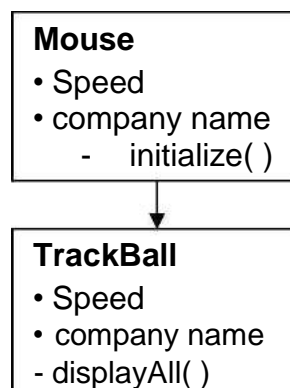 Mouse
• Speed
• company name
- initialize( )
TrackBall
• Speed
• company name
- displayAll( )